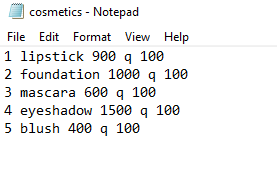 cosmetics - Notepad
File Edit Format View Help
1 lipstick 900 q 100
2 foundation 1000 q 100
3 mascara 600 q 100
4 eyeshadow 1500 q 100
5 blush 400 q 100